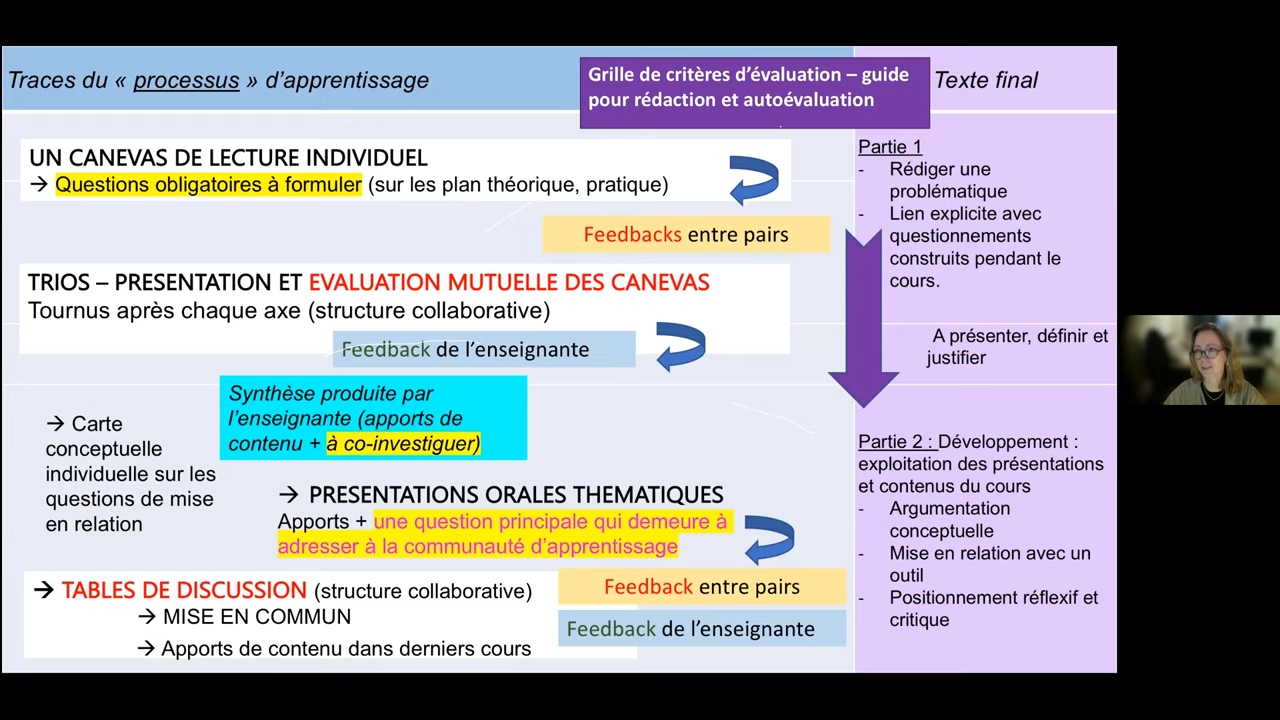 Traces du « processus » d’apprentissage
Grille de critères d’évaluation – guide
pour rédaction et autoévaluation
Texte final
UN CANEVAS DE LECTURE INDIVIDUEL
→ Questions obligatoires à formuler (sur les plan théorique, pratique)
Feedbacks entre pairs
TRIOS – PRESENTATION ET EVALUATION MUTUELLE DES CANEVAS
Tournus après chaque axe (structure collaborative)
Feedback de l’enseignante
Synthèse produite par
l’enseignante (apports de
contenu + à co-investiguer)
→ Carte
conceptuelle
individuelle sur les
questions de mise
en relation
→ PRESENTATIONS ORALES THEMATIQUES
Apports + une question principale qui demeure à
adresser à la communauté d’apprentissage
→ TABLES DE DISCUSSION (structure collaborative)
→ MISE EN COMMUN
→ Apports de contenu dans derniers cours
Feedback entre pairs
Feedback de l’enseignante
Partie 1
- Rédiger une
problématique
- Lien explicite avec
questionnements
construits pendant le
cours.
A présenter, définir et
justifier
Partie 2 : Développement :
exploitation des présentations
et contenus du cours
- Argumentation
conceptuelle
- Mise en relation avec un
outil
- Positionnement réflexif et
critique